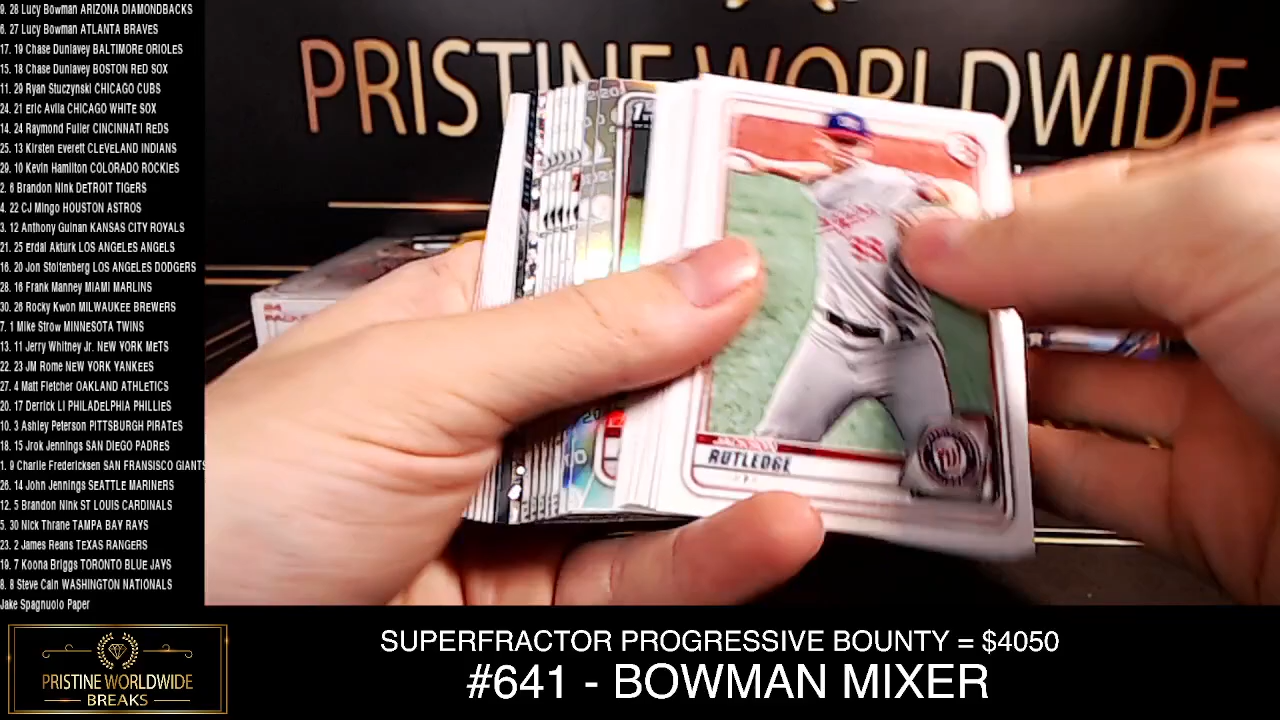 9. 28 Lucy Bowman ARIZONA DIAMONDBACKS
6. 27 Lucy Bowman ATLANTA BRAVES
17. 19 Chase Dunlavey BALTIMORE ORIOLES
15. 18 Chase Dunlavey BOSTON ReD SOX
11. 29 Ryan Stuczynski CHICAGO CUBS
24. 21 Eric Avila CHICAGO WHITe SOX
14. 24 Raymond Fuller CINCINNATI ReDS
25. 13 Kirsten Everett CLeVELAND INDIANS
29. 10 Kevin Hamilton COLORADO ROCKIeS
2. 6 Brandon Nink DeTROIT TIGERS
4. 22 CJ Mingo HOUSTON ASTROS
3. 12 Anthony Guinan KANSAS CITY ROYALS
21. 25 Erdal Akturk LOS ANGELES ANGELS
16. 20 Jon Stoltenberg LOS ANGELES DODGERS
28. 16 Frank Manney MIAMI MARLINS
30. 26 Rocky Kwon MILWAUKEE BREWERS
7. 1 Mike Strow MINNESOTA TWINS
13. 11 Jerry Whitney Jr. NeW YORK MeTS
22. 23 JM Rome NeW YORK YANKEeS
27. 4 Matt Fletcher OAKLAND ATHLETICS
20. 17 Derrick Li PHILADeLPHIA PHILLIeS
10. 3 Ashley Peterson PITTSBURGH PIRATeS
18. 15 Jrok Jennings SAN DIeGO PADReS
1. 9 Charlie Fredericksen SAN FRANSISCO GIANTS
26. 14 John Jennings SEATTLE MARINERS
12. 5 Brandon Nink ST LOUIS CARDINALS
5. 30 Nick Thrane TAMPA BAY RAYS
23. 2 James Reans TeXAS RANGERS
19. 7 Koona Briggs TORONTO BLUe JAYS
8. 8 Steve Cain WASHINGTON NATIONALS
Jake Spagnuolo Paper
PRISTINE WORLDWIDE
RUTLEDGE
PRISTINE WORLDWIDE
BREAKS
SUPERFRACTOR PROGRESSIVE BOUNTY = $4050
#641 - BOWMAN MIXER